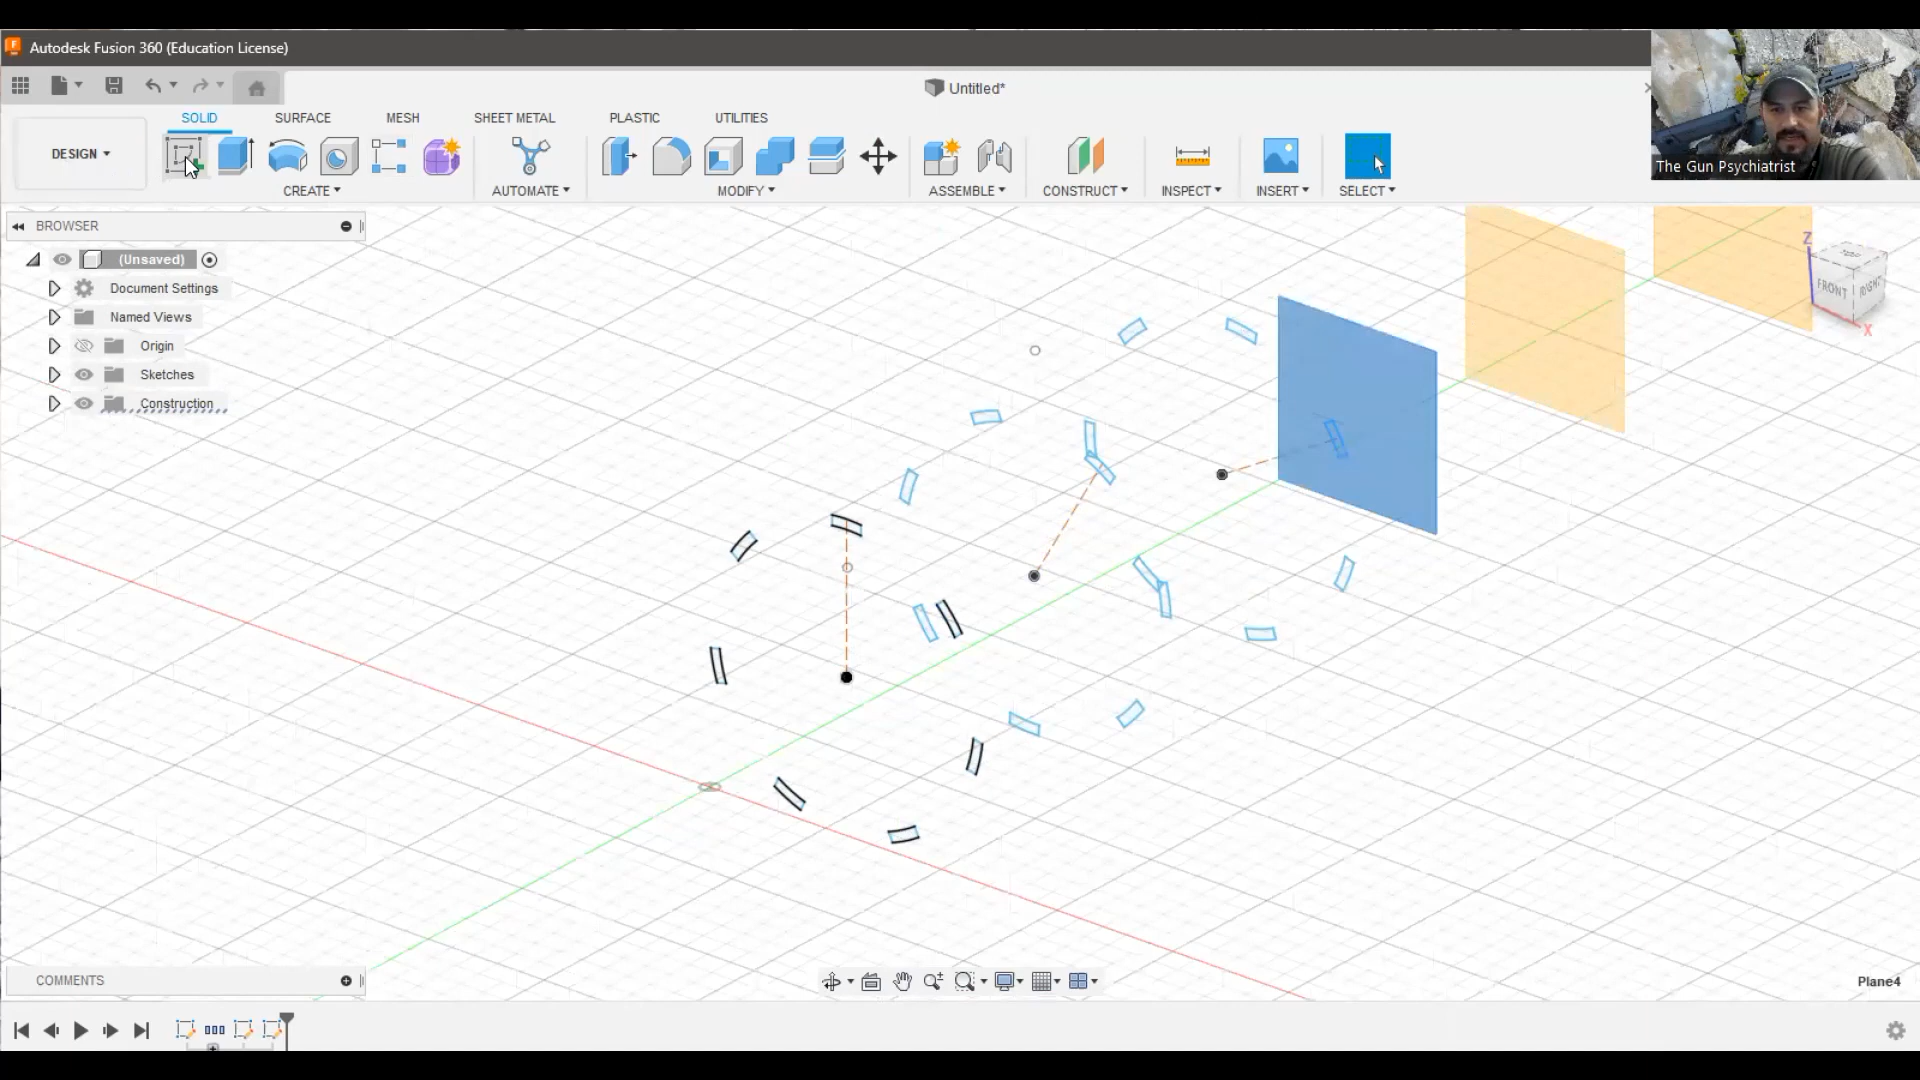 Autodesk Fusion 360 (Education License)
Untitled*
The Gun Psychiatrist
SOLID SURFACE MESH SHEET METAL PLASTIC UTILITIES
DESIGN
CREATE AUTOMATE MODIFY ASSEMBLE CONSTRUCT INSPECT INSERT SELECT
BROWSER
(Unsaved)
Document Settings
Named Views
Origin
Sketches
Construction
Z
FRONT RIGHT
X
COMMENTS
Plane4